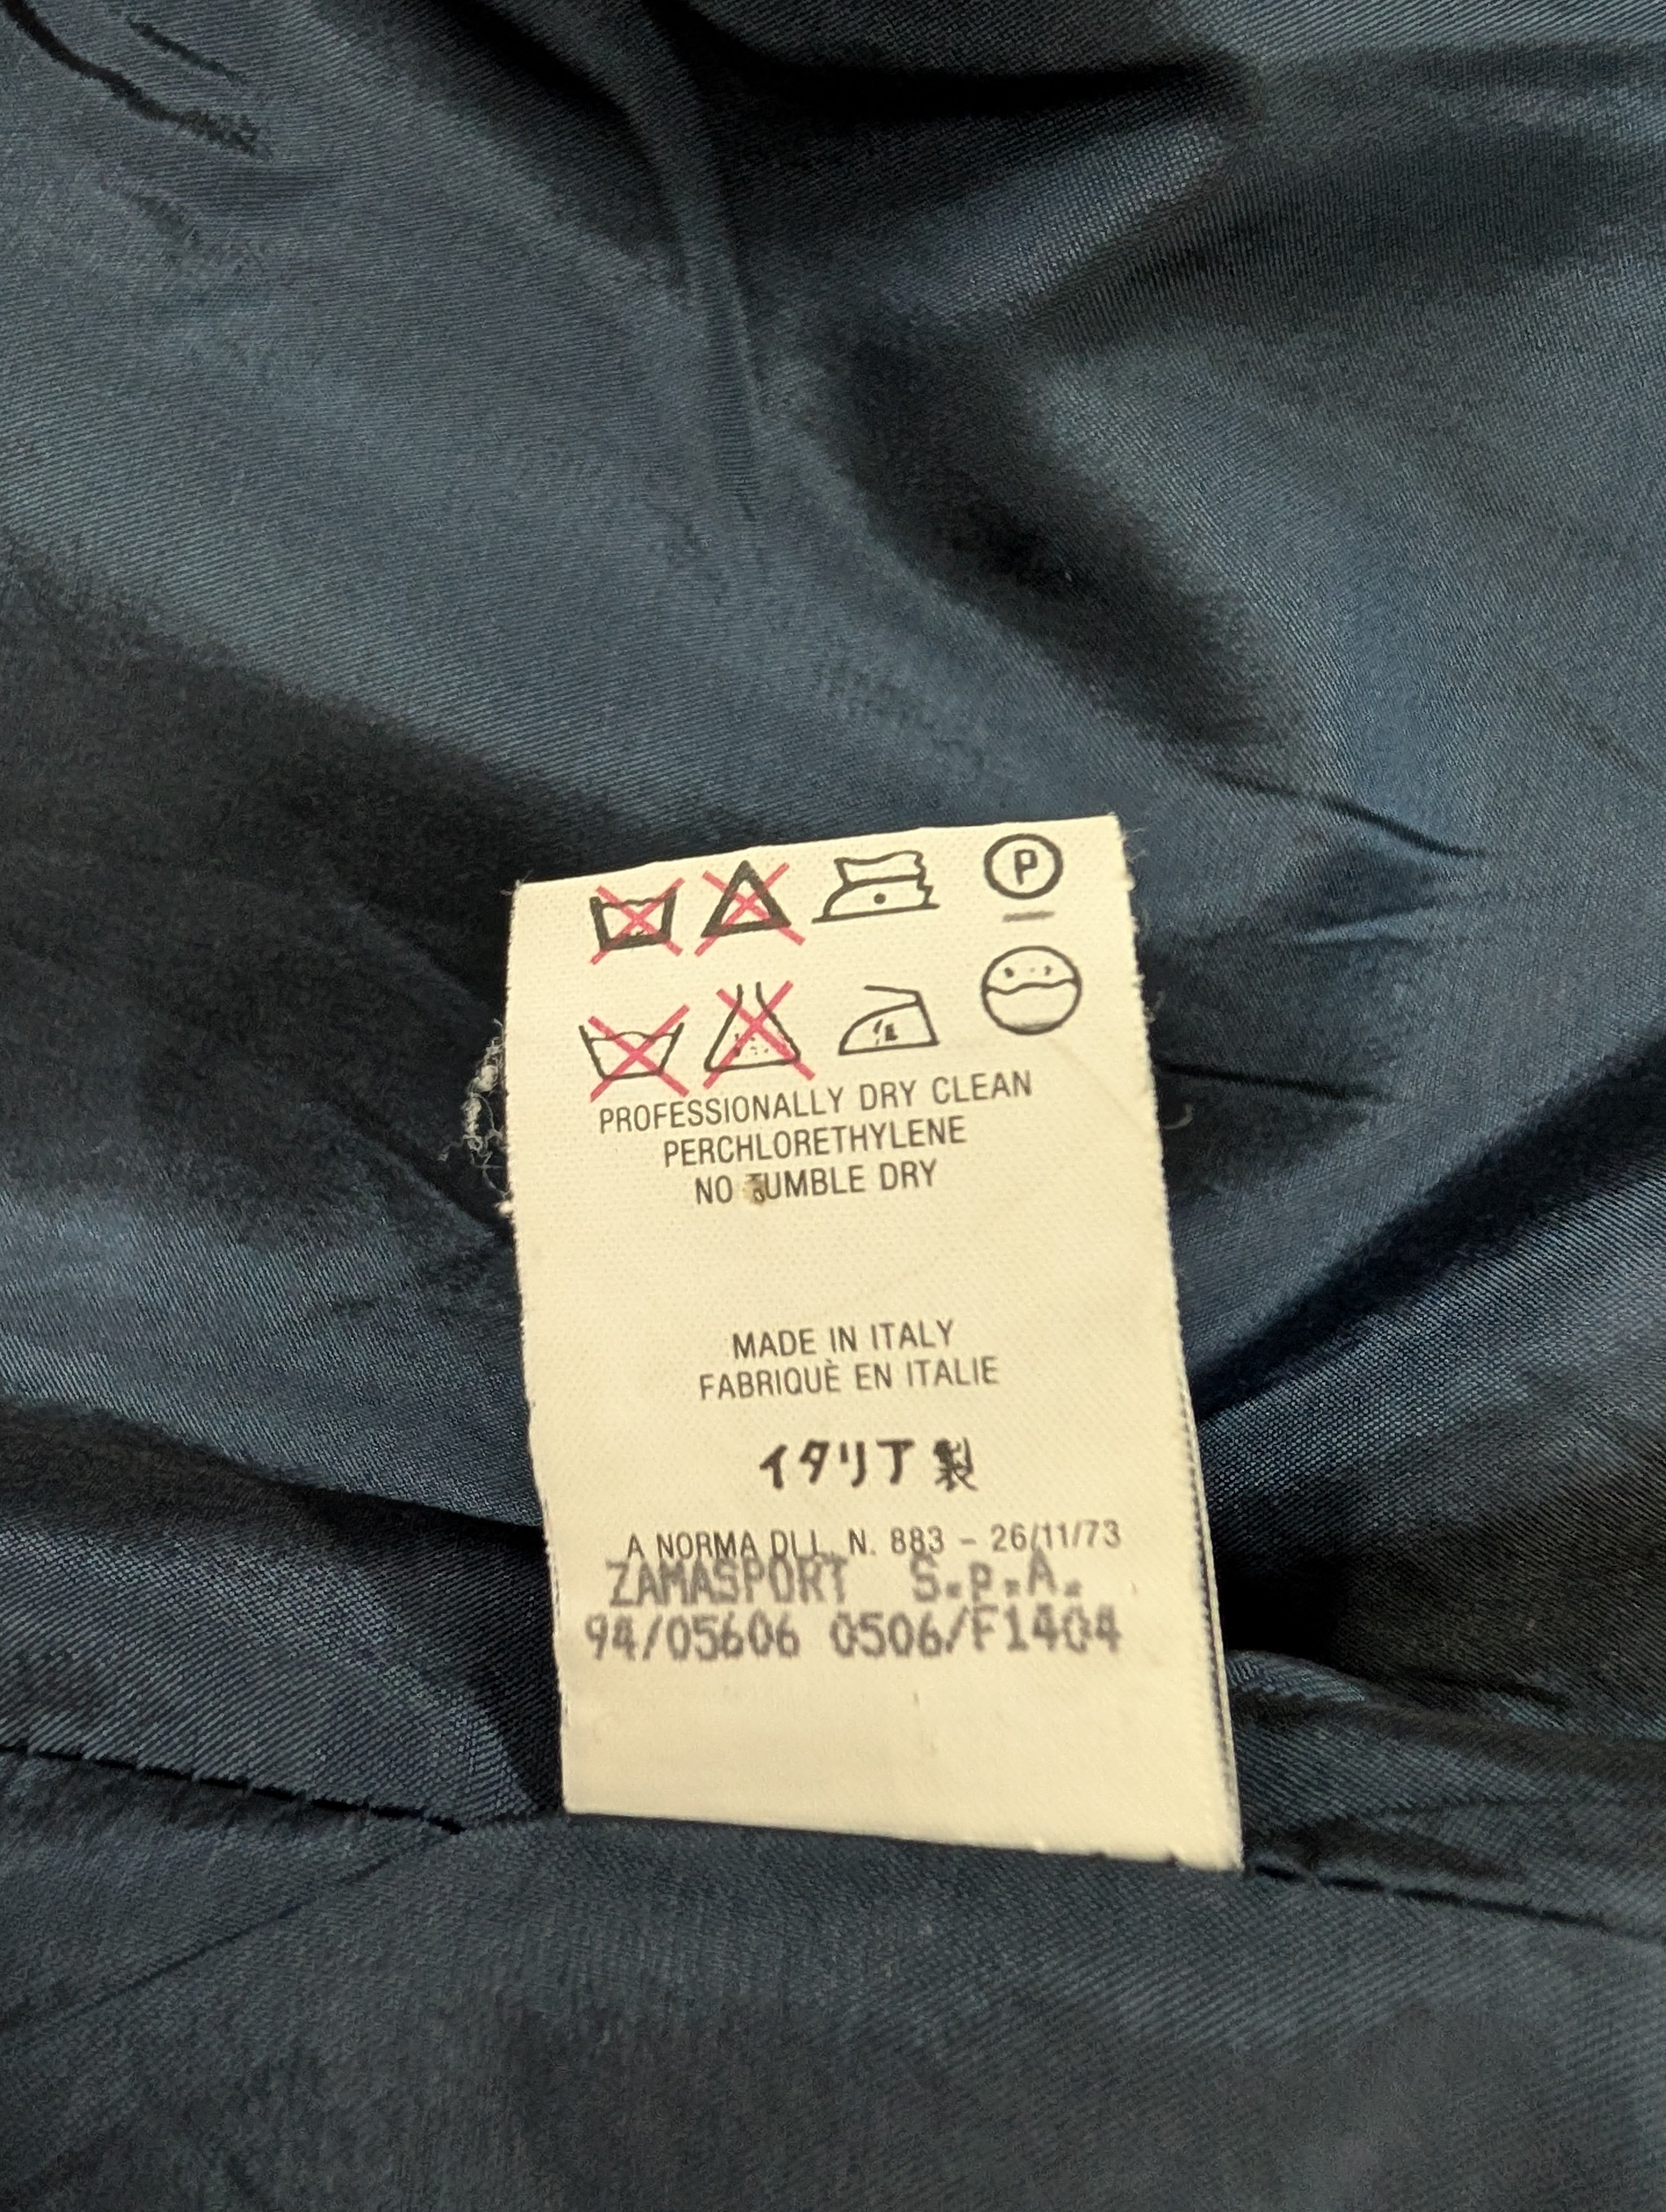 P
PROFESSIONALLY DRY CLEAN
PERCHLORETHYLENE
NO TUMBLE DRY
MADE IN ITALY
FABRIQUÈ EN ITALIE
イタリア製
A NORMA DI L. N. 883 - 26/11/73
ZAMASPORT S.p.A.
94/05606 0506/F1404